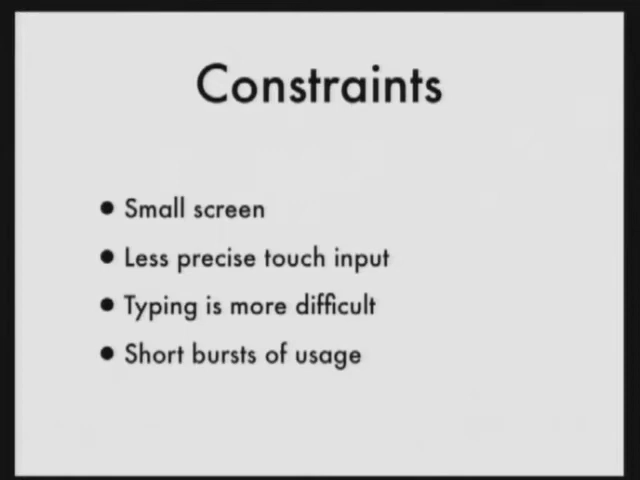 Constraints
• Small screen
• Less precise touch input
• Typing is more difficult
• Short bursts of usage